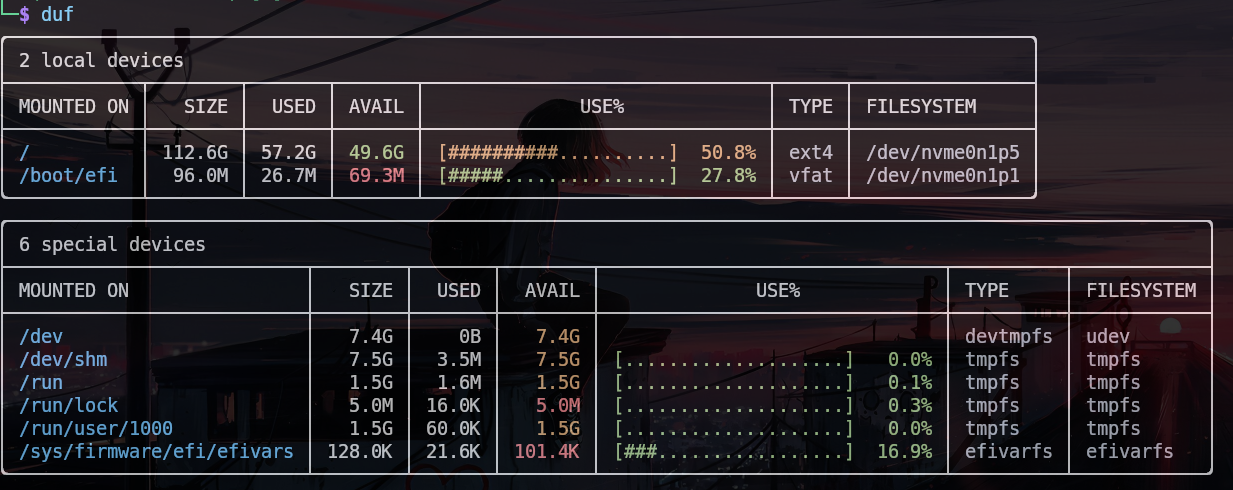 $ duf
2 local devices
MOUNTED ON SIZE USED AVAIL USE% TYPE FILESYSTEM
/ 112.6G 57.2G 49.6G [##########..........] 50.8% ext4 /dev/nvme0n1p5
/boot/efi 96.0M 26.7M 69.3M [#####...............] 27.8% vfat /dev/nvme0n1p1
6 special devices
MOUNTED ON SIZE USED AVAIL USE% TYPE FILESYSTEM
/dev 7.4G 0B 7.4G devtmpfs udev
/dev/shm 7.5G 3.5M 7.5G [....................] 0.0% tmpfs tmpfs
/run 1.5G 1.6M 1.5G [....................] 0.1% tmpfs tmpfs
/run/lock 5.0M 16.0K 5.0M [....................] 0.3% tmpfs tmpfs
/run/user/1000 1.5G 60.0K 1.5G [....................] 0.0% tmpfs tmpfs
/sys/firmware/efi/efivars 128.0K 21.6K 101.4K [###.................] 16.9% efivarfs efivarfs